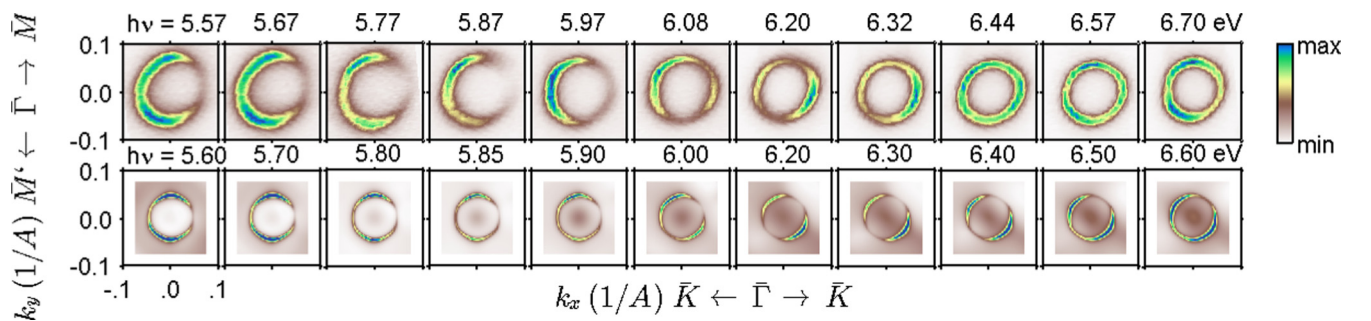 hν = 5.57 5.67 5.77 5.87 5.97 6.08 6.20 6.32 6.44 6.57 6.70 eV
0.1
0.0
-0.1
max
min
hν = 5.60 5.70 5.80 5.85 5.90 6.00 6.20 6.30 6.40 6.50 6.60 eV
0.1
0.0
-0.1
-.1 .0 .1
k_y (1/A) M̄‘ ← Γ̄ → M̄
k_x (1/A) K̄ ← Γ̄ → K̄